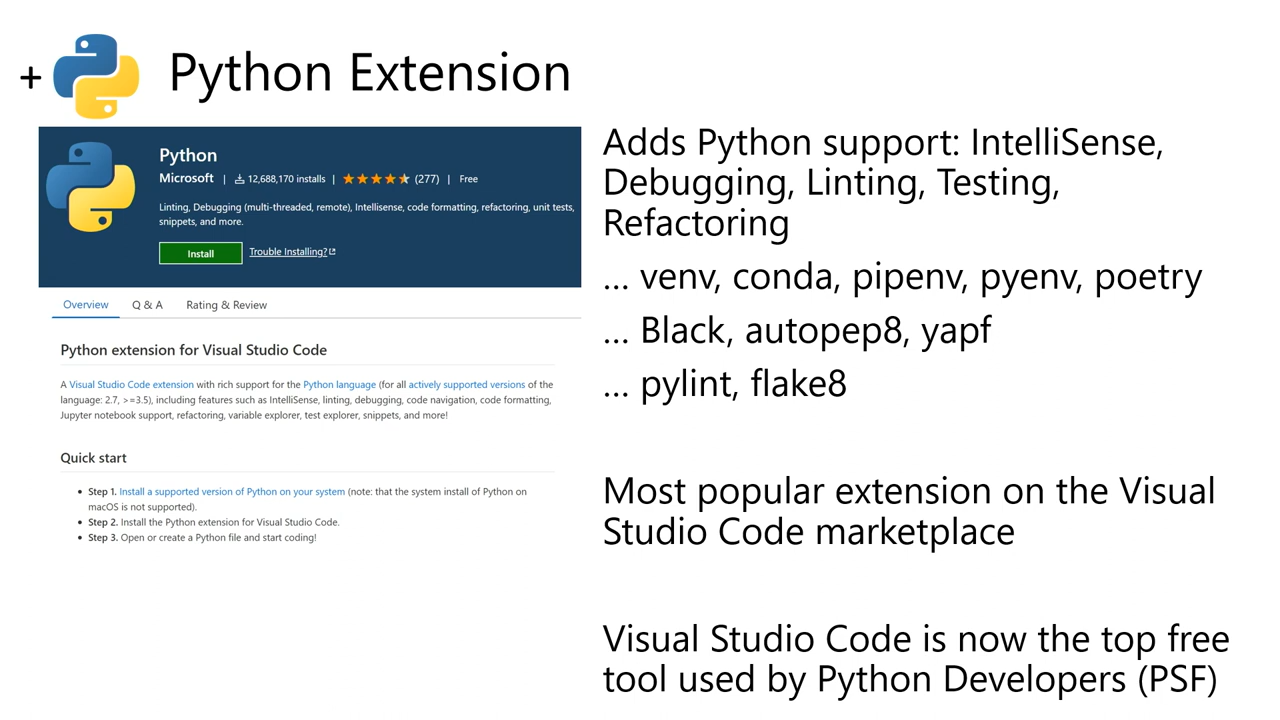 + Python Extension
Python
Microsoft | 12,688,170 installs | (277) | Free
Linting, Debugging (multi-threaded, remote), Intellisense, code formatting, refactoring, unit tests,
snippets, and more.
Install Trouble Installing?
Overview Q & A Rating & Review
Python extension for Visual Studio Code
A Visual Studio Code extension with rich support for the Python language (for all actively supported versions of the
language: 2.7, >=3.5), including features such as IntelliSense, linting, debugging, code navigation, code formatting,
Jupyter notebook support, refactoring, variable explorer, test explorer, snippets, and more!
Quick start
• Step 1. Install a supported version of Python on your system (note: that the system install of Python on
macOS is not supported).
• Step 2. Install the Python extension for Visual Studio Code.
• Step 3. Open or create a Python file and start coding!
Adds Python support: IntelliSense,
Debugging, Linting, Testing,
Refactoring
... venv, conda, pipenv, pyenv, poetry
... Black, autopep8, yapf
... pylint, flake8
Most popular extension on the Visual
Studio Code marketplace
Visual Studio Code is now the top free
tool used by Python Developers (PSF)